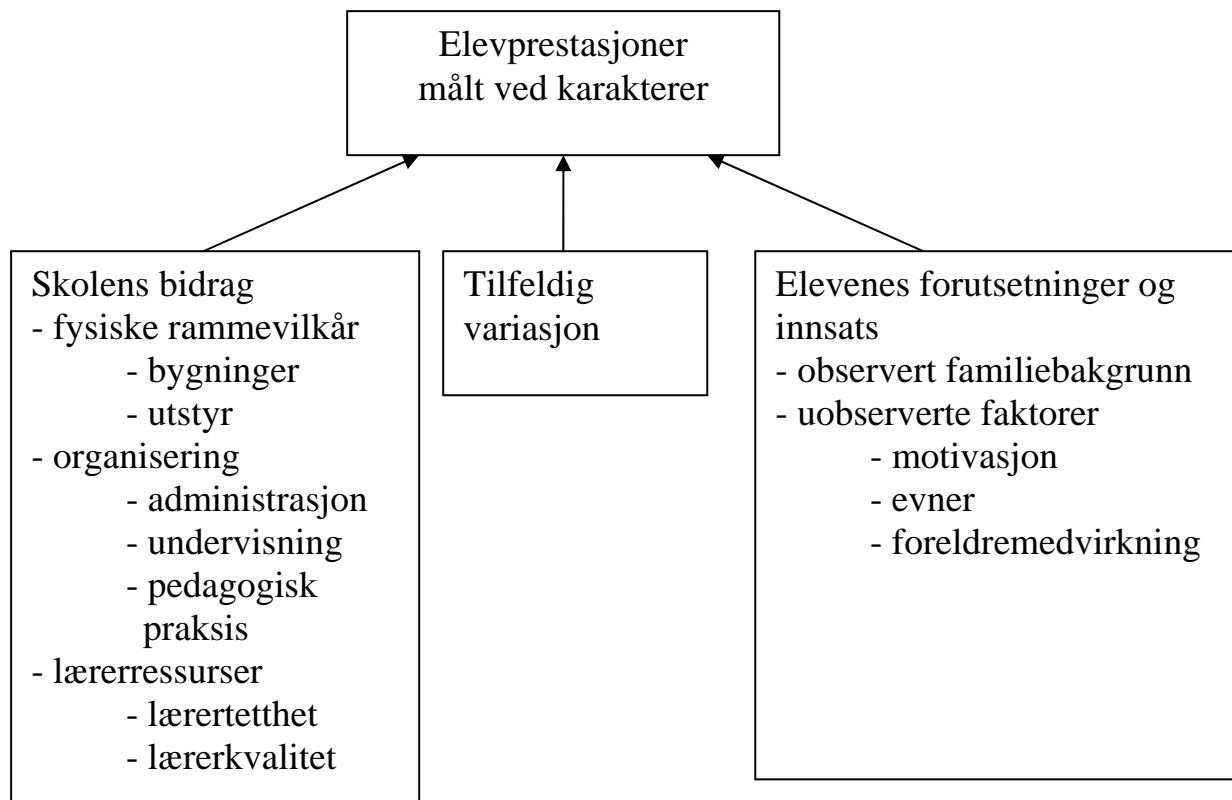 Elevprestasjoner
målt ved karakterer
Skolens bidrag
- fysiske rammevilkår
- bygninger
- utstyr
- organisering
- administrasjon
- undervisning
- pedagogisk
praksis
- lærerressurser
- lærertetthet
- lærerkvalitet
Tilfeldig
variasjon
Elevenes forutsetninger og
innsats
- observert familiebakgrunn
- uobserverte faktorer
- motivasjon
- evner
- foreldremedvirkning